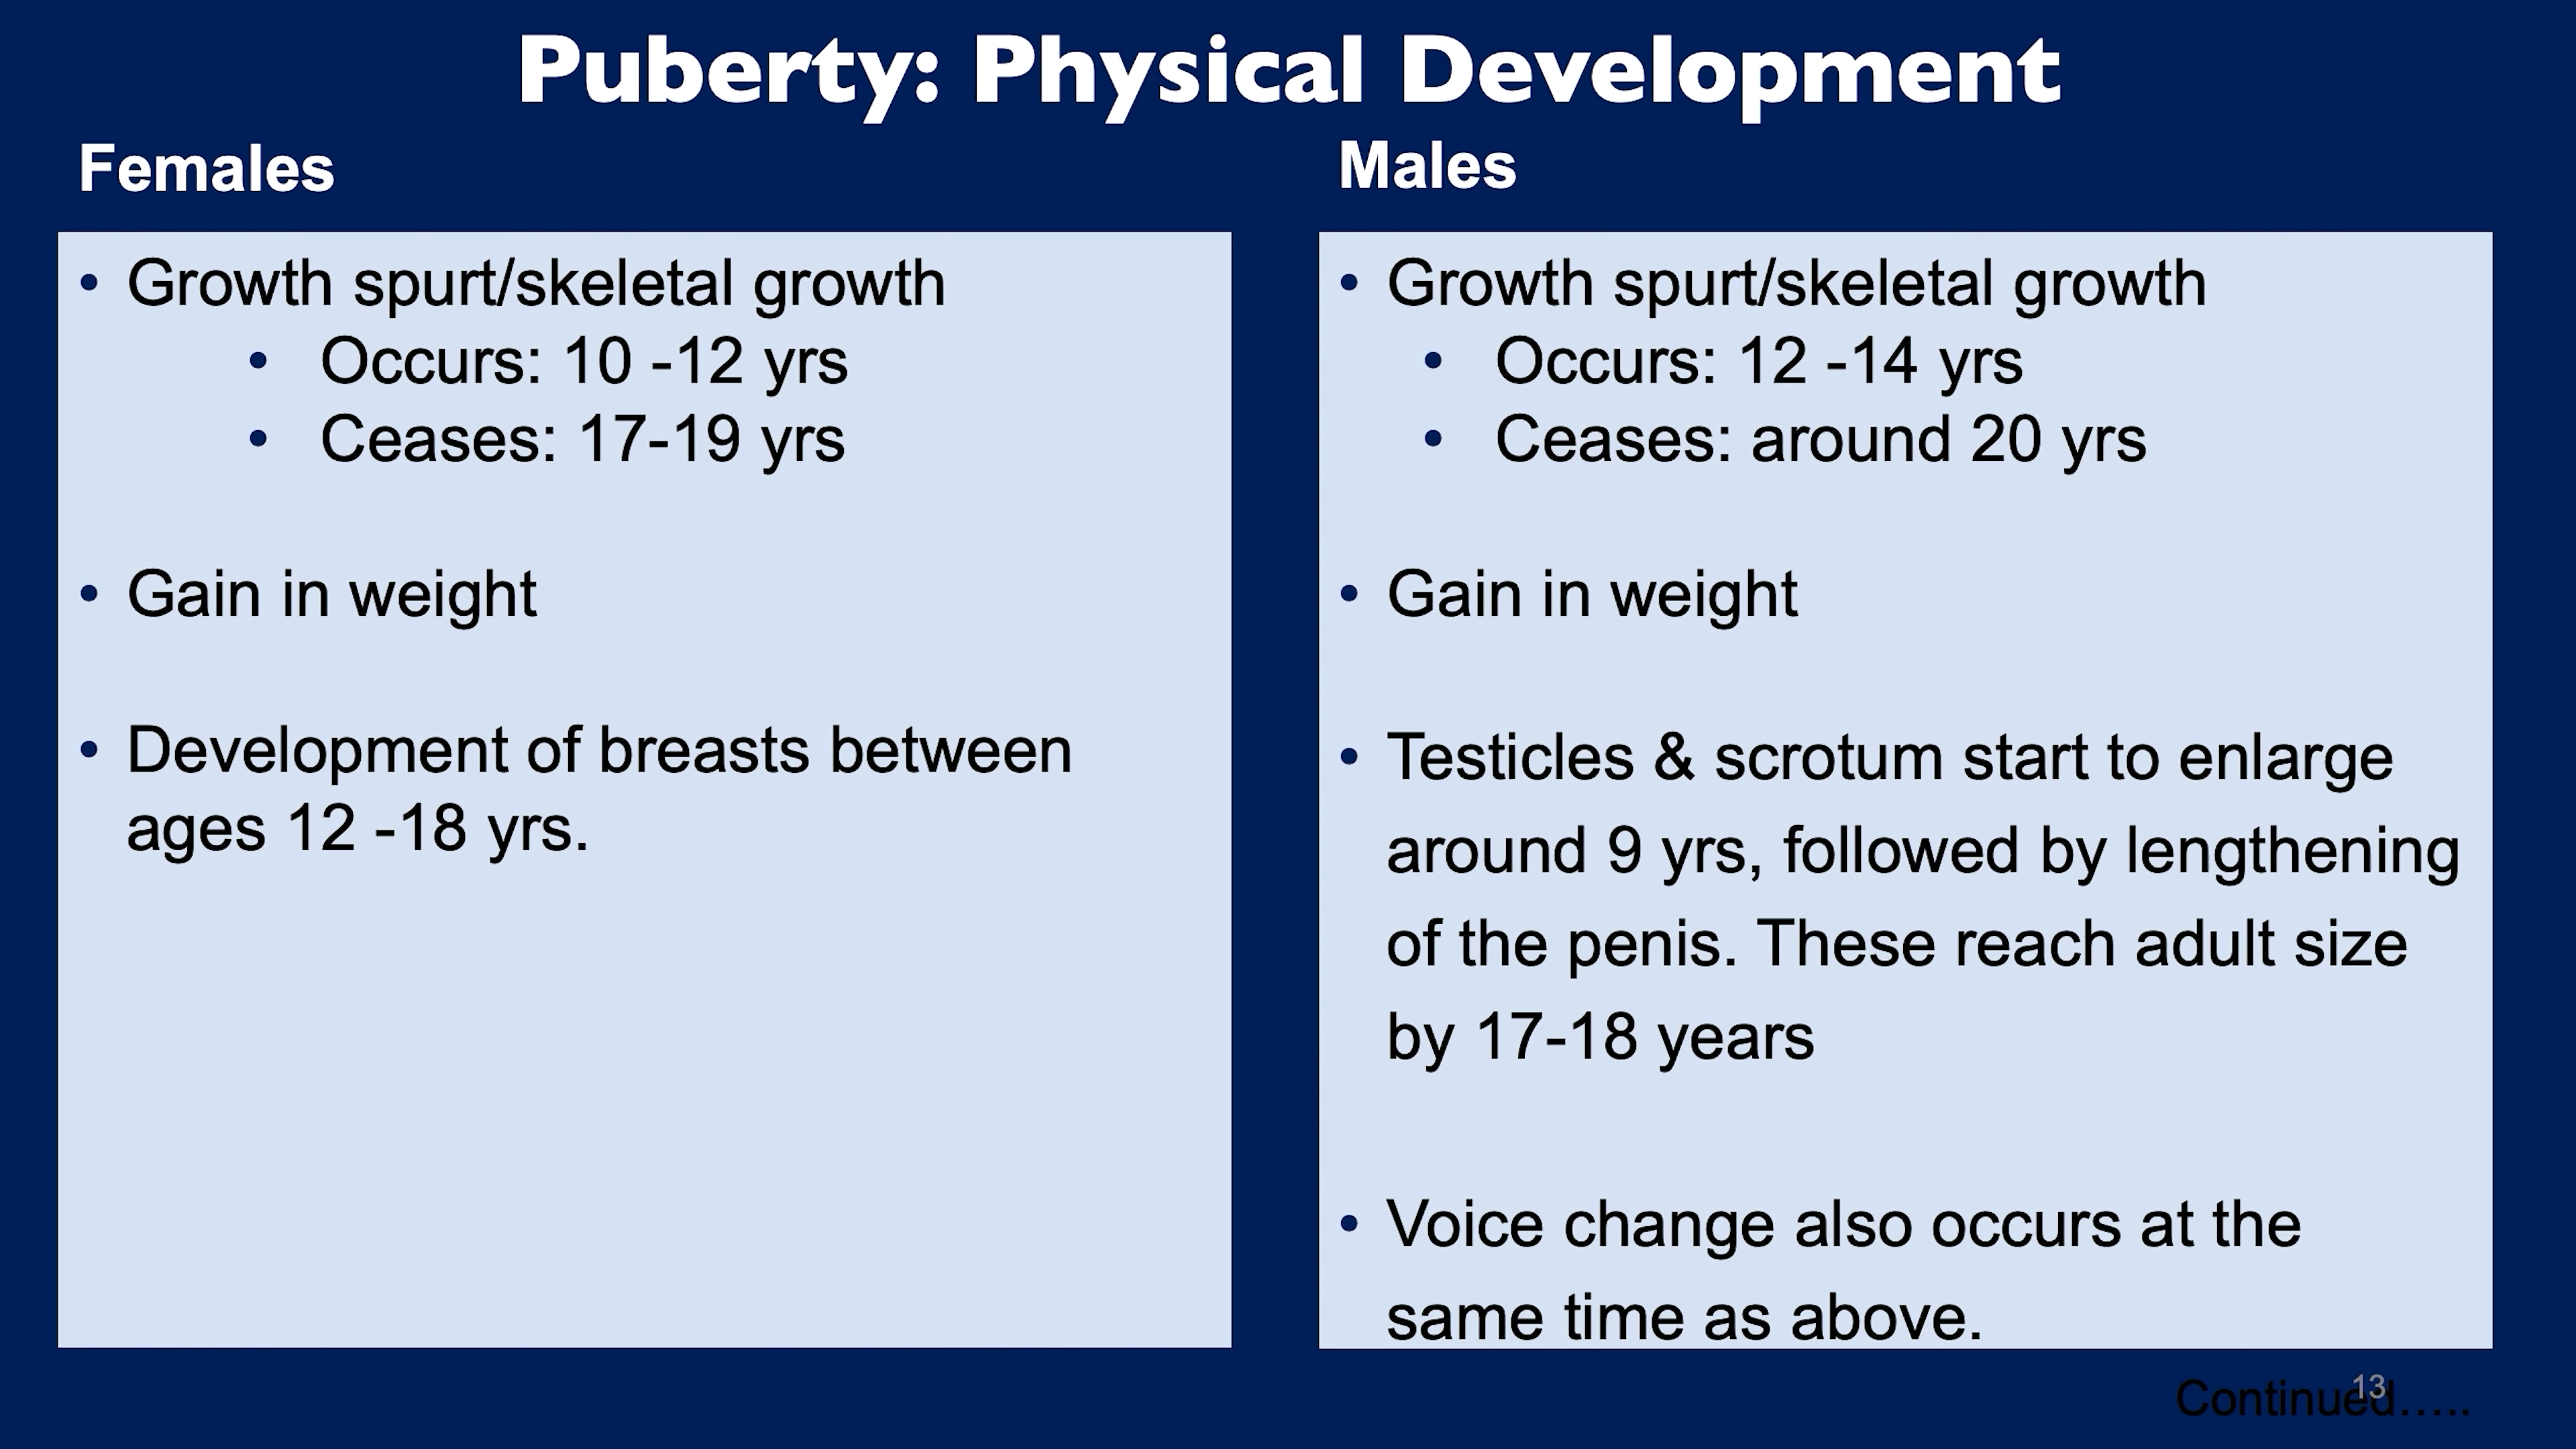 Puberty: Physical Development
Females
• Growth spurt/skeletal growth
• Occurs: 10 -12 yrs
• Ceases: 17-19 yrs
• Gain in weight
• Development of breasts between
ages 12 -18 yrs.
Males
• Growth spurt/skeletal growth
• Occurs: 12 -14 yrs
• Ceases: around 20 yrs
• Gain in weight
• Testicles & scrotum start to enlarge
around 9 yrs, followed by lengthening
of the penis. These reach adult size
by 17-18 years
• Voice change also occurs at the
same time as above.
Continued…..
13